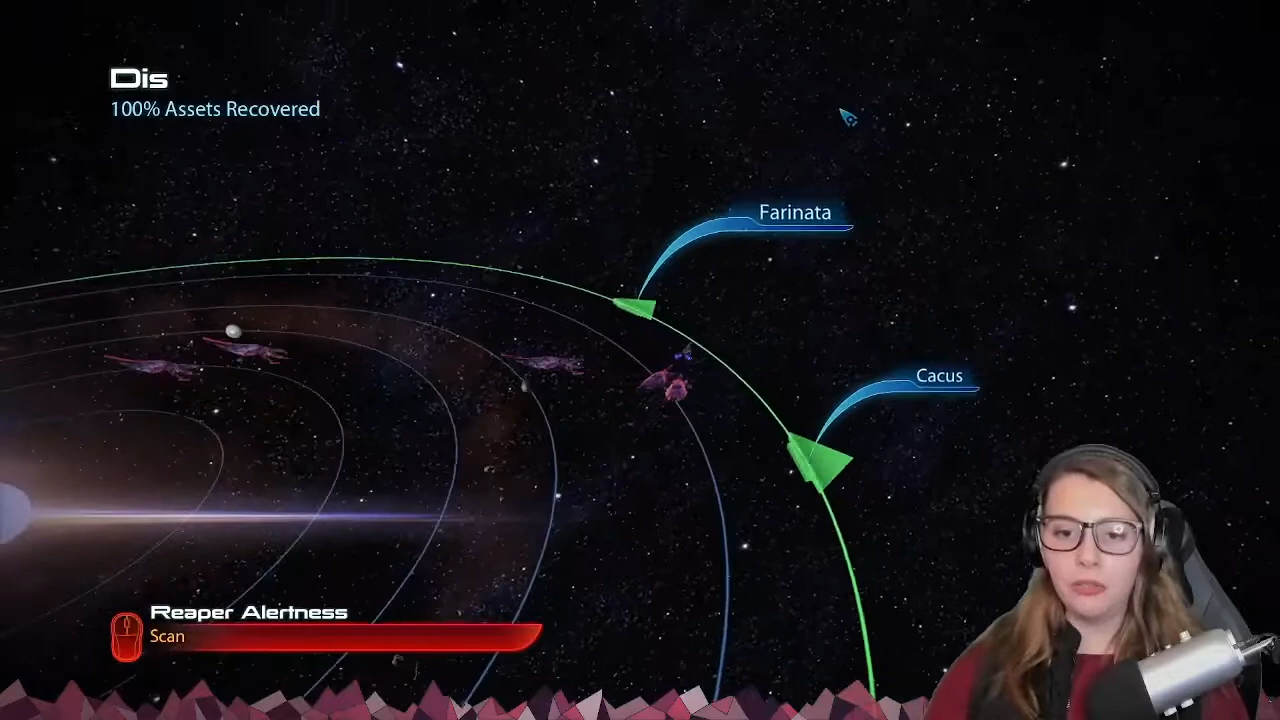 Dis
100% Assets Recovered
Farinata
Cacus
Reaper Alertness
Scan